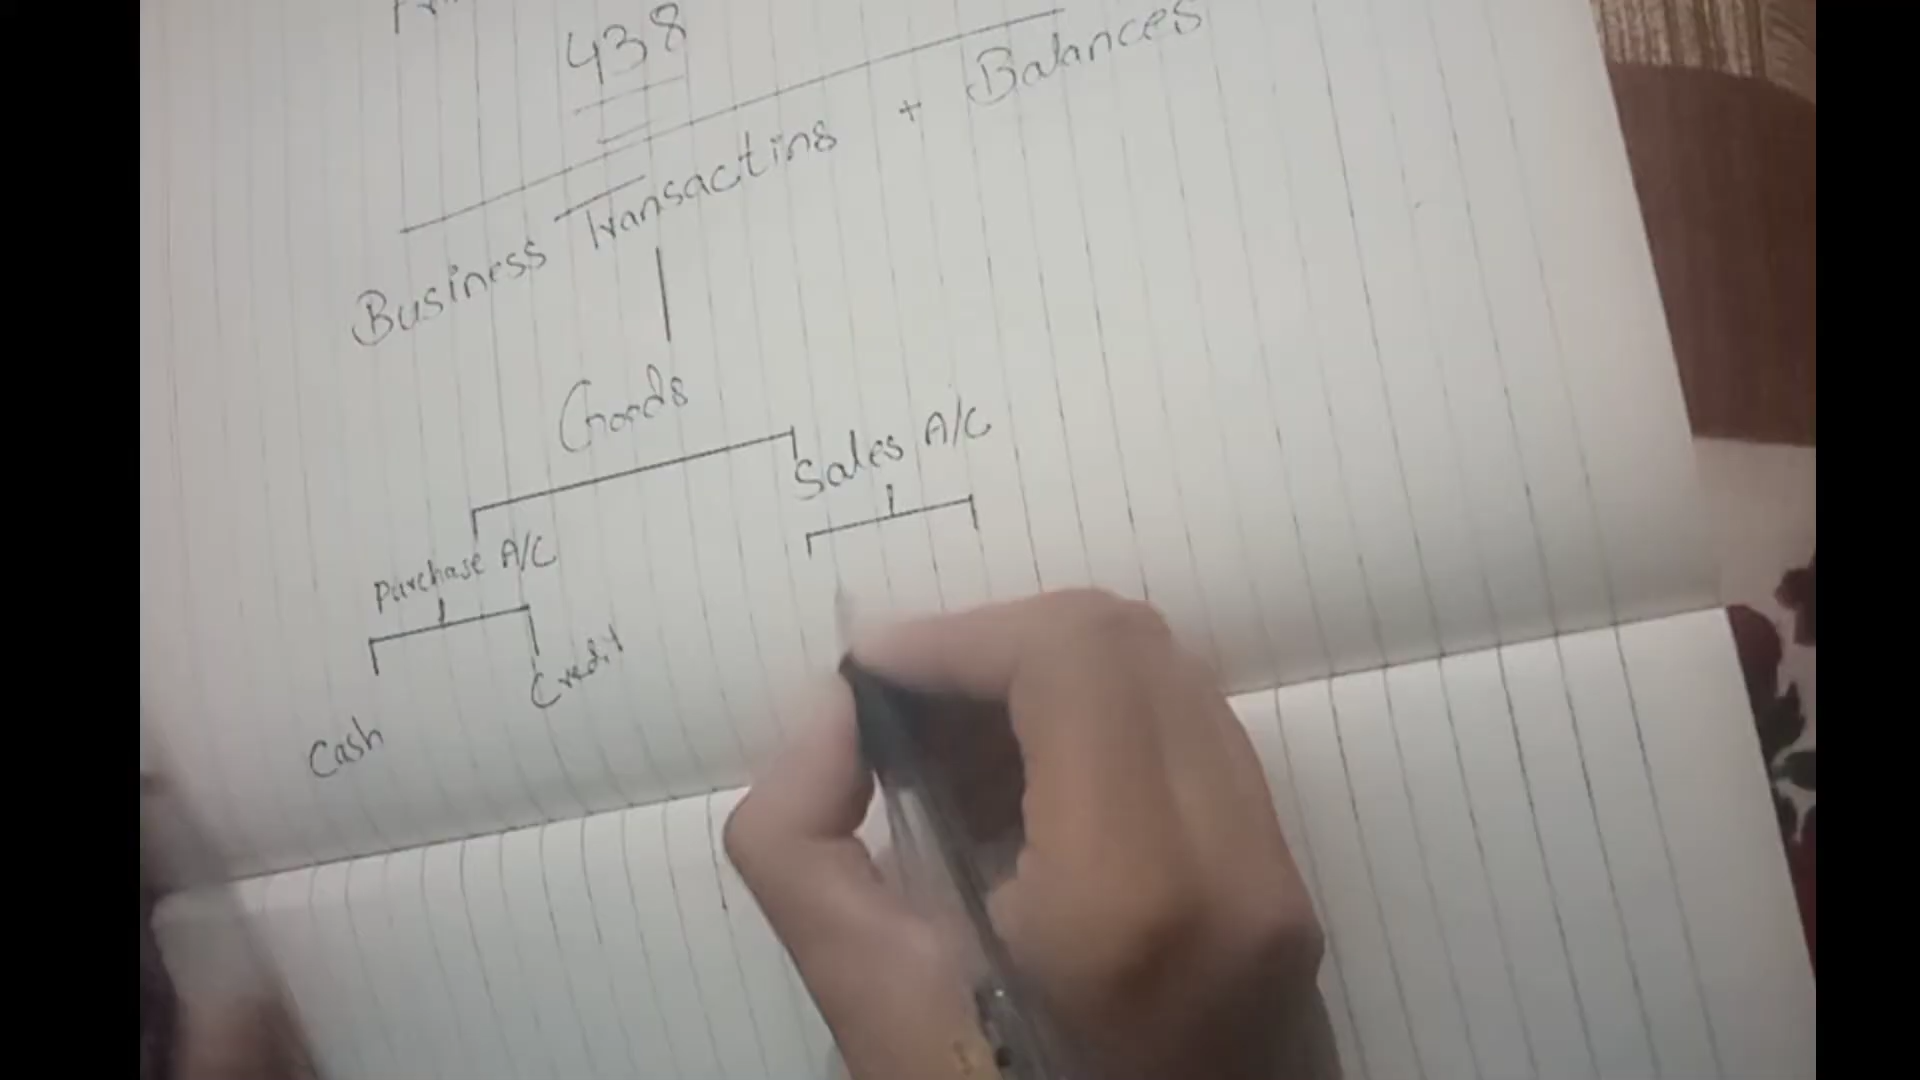 438
Business Transactins + Balances
Goods
Purchase A/C
Sales A/C
Cash
Credit